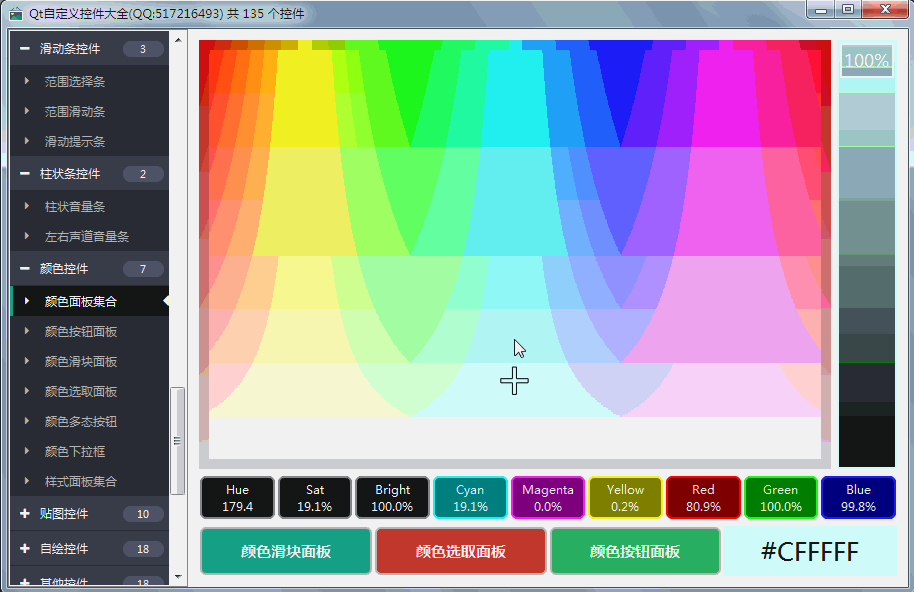 Qt自定义控件大全(QQ:517216493) 共 135 个控件
滑动条控件 3
范围选择条
范围滑动条
滑动提示条
柱状条控件 2
柱状音量条
左右声道音量条
颜色控件 7
颜色面板集合
颜色按钮面板
颜色滑块面板
颜色选取面板
颜色多态按钮
颜色下拉框
样式面板集合
贴图控件 10
自绘控件 18
其他控件 18
100%
Hue
179.4
Sat
19.1%
Bright
100.0%
Cyan
19.1%
Magenta
0.0%
Yellow
0.2%
Red
80.9%
Green
100.0%
Blue
99.8%
颜色滑块面板
颜色选取面板
颜色按钮面板
#CFFFFF